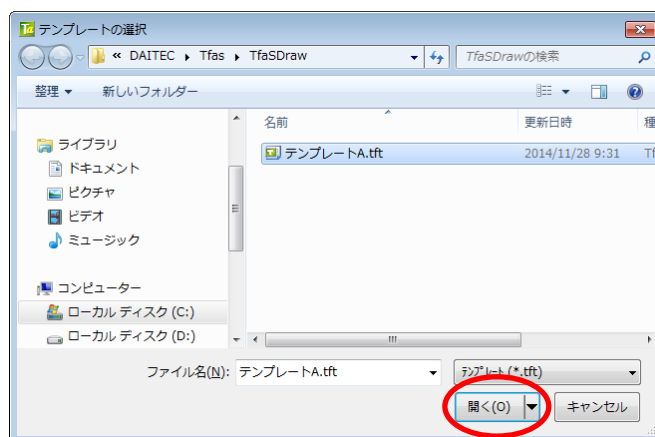 テンプレートの選択
« DAITEC ▸ Tfas ▸ TfaSDraw
TfaSDrawの検索
整理 ▼ 新しいフォルダー
名前 更新日時 種
ライブラリ
テンプレートA.tft 2014/11/28 9:31 Tf
ドキュメント
ピクチャ
ビデオ
ミュージック
コンピューター
ローカル ディスク (C:)
ローカル ディスク (D:)
ファイル名(N): テンプレートA.tft ﾃﾝﾌﾟﾚｰﾄ (*.tft)
開く(O) キャンセル